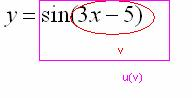 y = sin(3x − 5)
v
u(v)